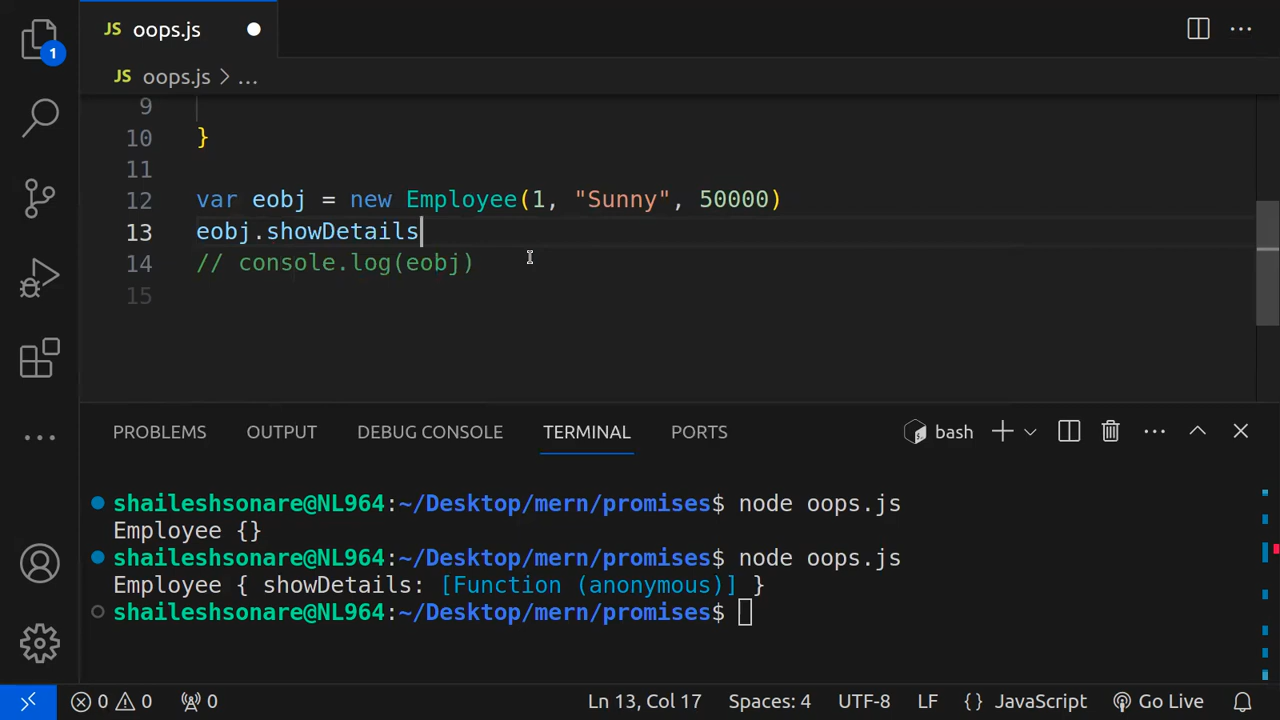 JS oops.js
1
JS oops.js > ...
9
10 }
11
12 var eobj = new Employee(1, "Sunny", 50000)
13 eobj.showDetails
14 // console.log(eobj)
15
PROBLEMS OUTPUT DEBUG CONSOLE TERMINAL PORTS bash
shaileshsonare@NL964:~/Desktop/mern/promises$ node oops.js
Employee {}
shaileshsonare@NL964:~/Desktop/mern/promises$ node oops.js
Employee { showDetails: [Function (anonymous)] }
shaileshsonare@NL964:~/Desktop/mern/promises$
0 0 0 Ln 13, Col 17 Spaces: 4 UTF-8 LF {} JavaScript Go Live